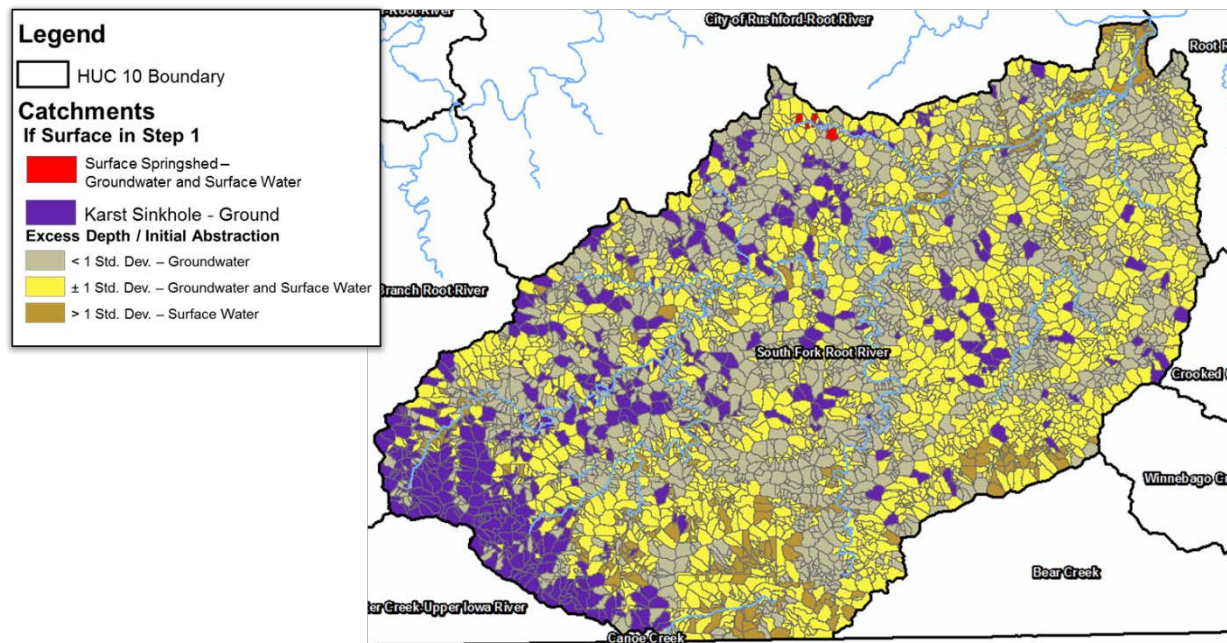 Legend
HUC 10 Boundary
Catchments
If Surface in Step 1
Surface Springshed –
Groundwater and Surface Water
Karst Sinkhole - Ground
Excess Depth / Initial Abstraction
< 1 Std. Dev. – Groundwater
± 1 Std. Dev. – Groundwater and Surface Water
> 1 Std. Dev. – Surface Water
Root River
City of Rushford-Root River
Root R
Branch Root River
South Fork Root River
Crooked
Winnebago Cr
Bear Creek
Creek-Upper Iowa River
Canoe Creek